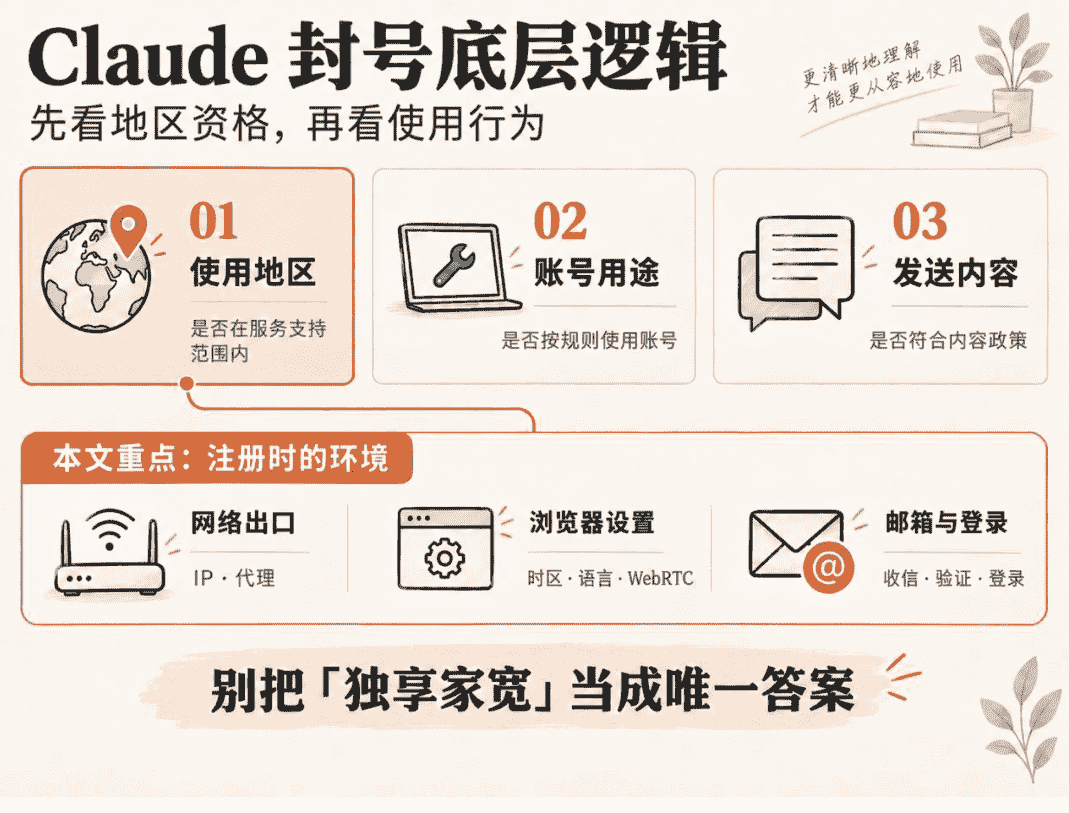 Claude 封号底层逻辑
先看地区资格，再看使用行为
更清晰地理解
才能更从容地使用
01
使用地区
是否在服务支持
范围内
02
账号用途
是否按规则使用账号
03
发送内容
是否符合内容政策
本文重点：注册时的环境
网络出口
IP · 代理
浏览器设置
时区 · 语言 · WebRTC
@
邮箱与登录
收信 · 验证 · 登录
别把「独享家宽」当成唯一答案